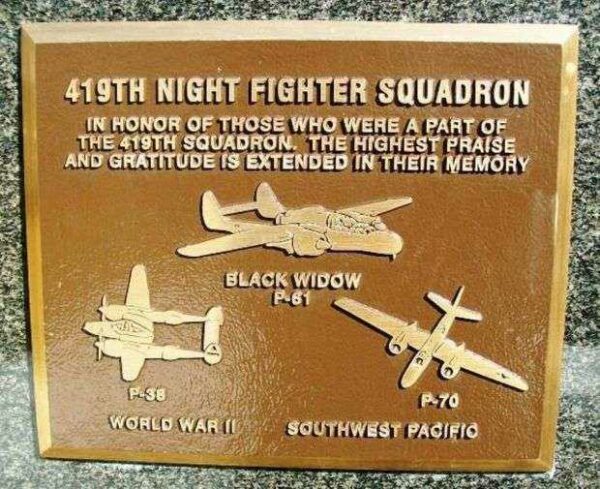 419TH NIGHT FIGHTER SQUADRON
IN HONOR OF THOSE WHO WERE A PART OF
THE 419TH SQUADRON. THE HIGHEST PRAISE
AND GRATITUDE IS EXTENDED IN THEIR MEMORY
BLACK WIDOW
P-61
P-38
P-70
WORLD WAR II SOUTHWEST PACIFIC